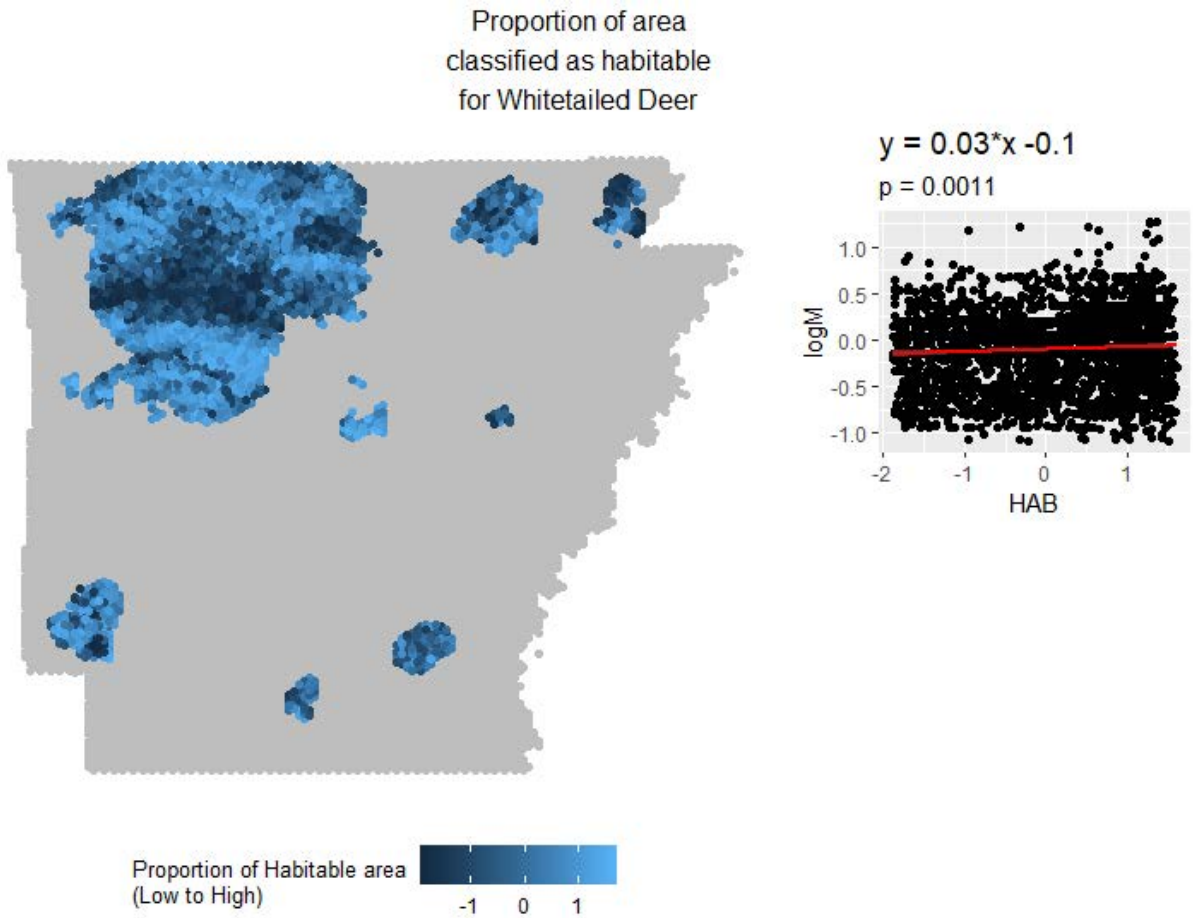 Proportion of area
classified as habitable
for Whitetailed Deer
y = 0.03*x -0.1
p = 0.0011
1.0
0.5
0.0
-0.5
-1.0
logM
-2 -1 0 1
HAB
Proportion of Habitable area
(Low to High)
-1 0 1